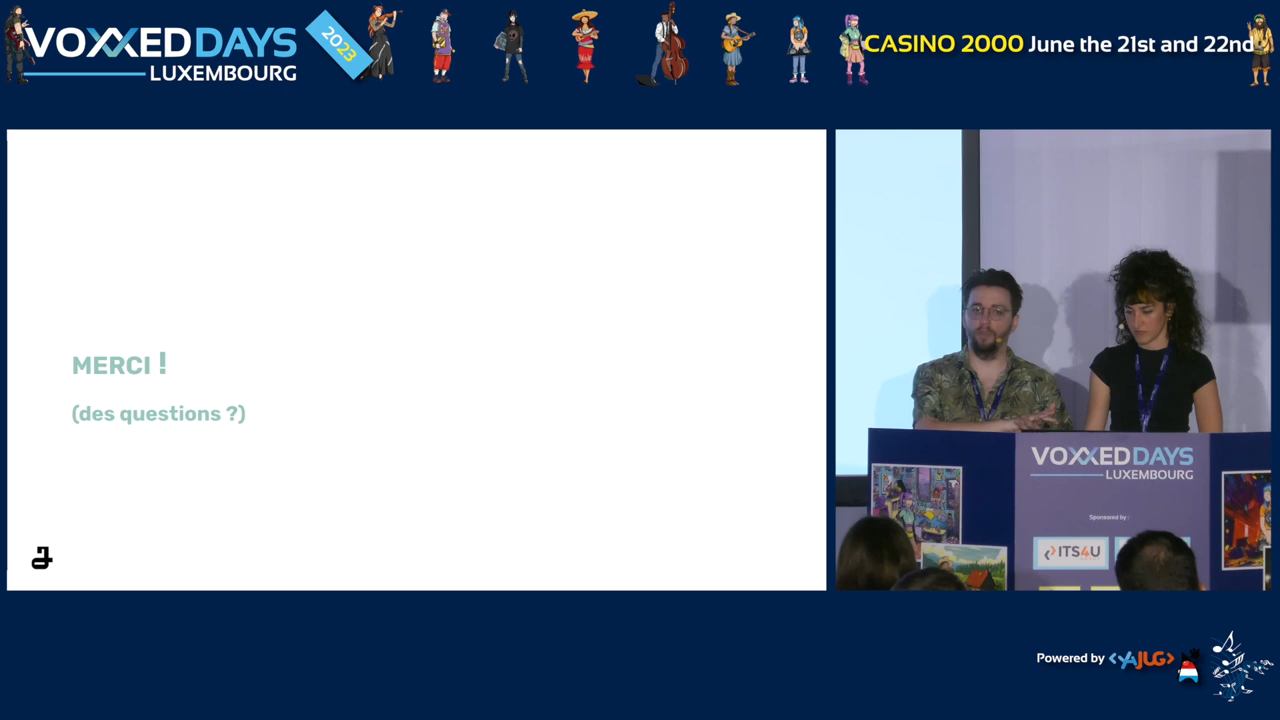 VOXXED DAYS
LUXEMBOURG
2023
CASINO 2000 June the 21st and 22nd
MERCI !
(des questions ?)
VOXXED DAYS
LUXEMBOURG
Sponsored by :
ITS4U
Powered by <YAJUG>